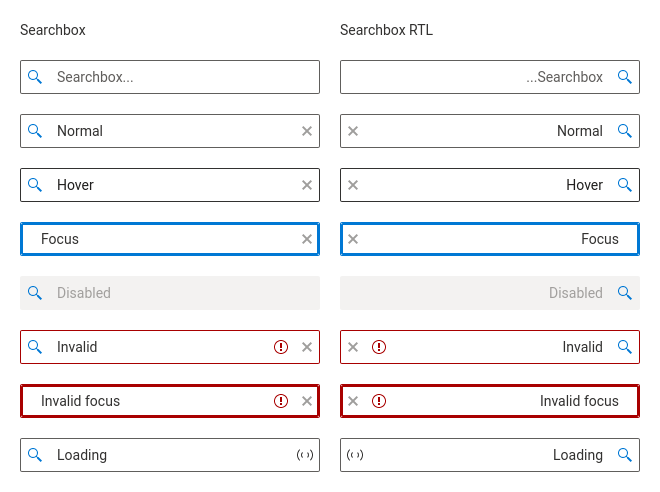 Searchbox
Searchbox...
Normal
Hover
Focus
Disabled
Invalid
Invalid focus
Loading
Searchbox RTL
...Searchbox
Normal
Hover
Focus
Disabled
Invalid
Invalid focus
Loading